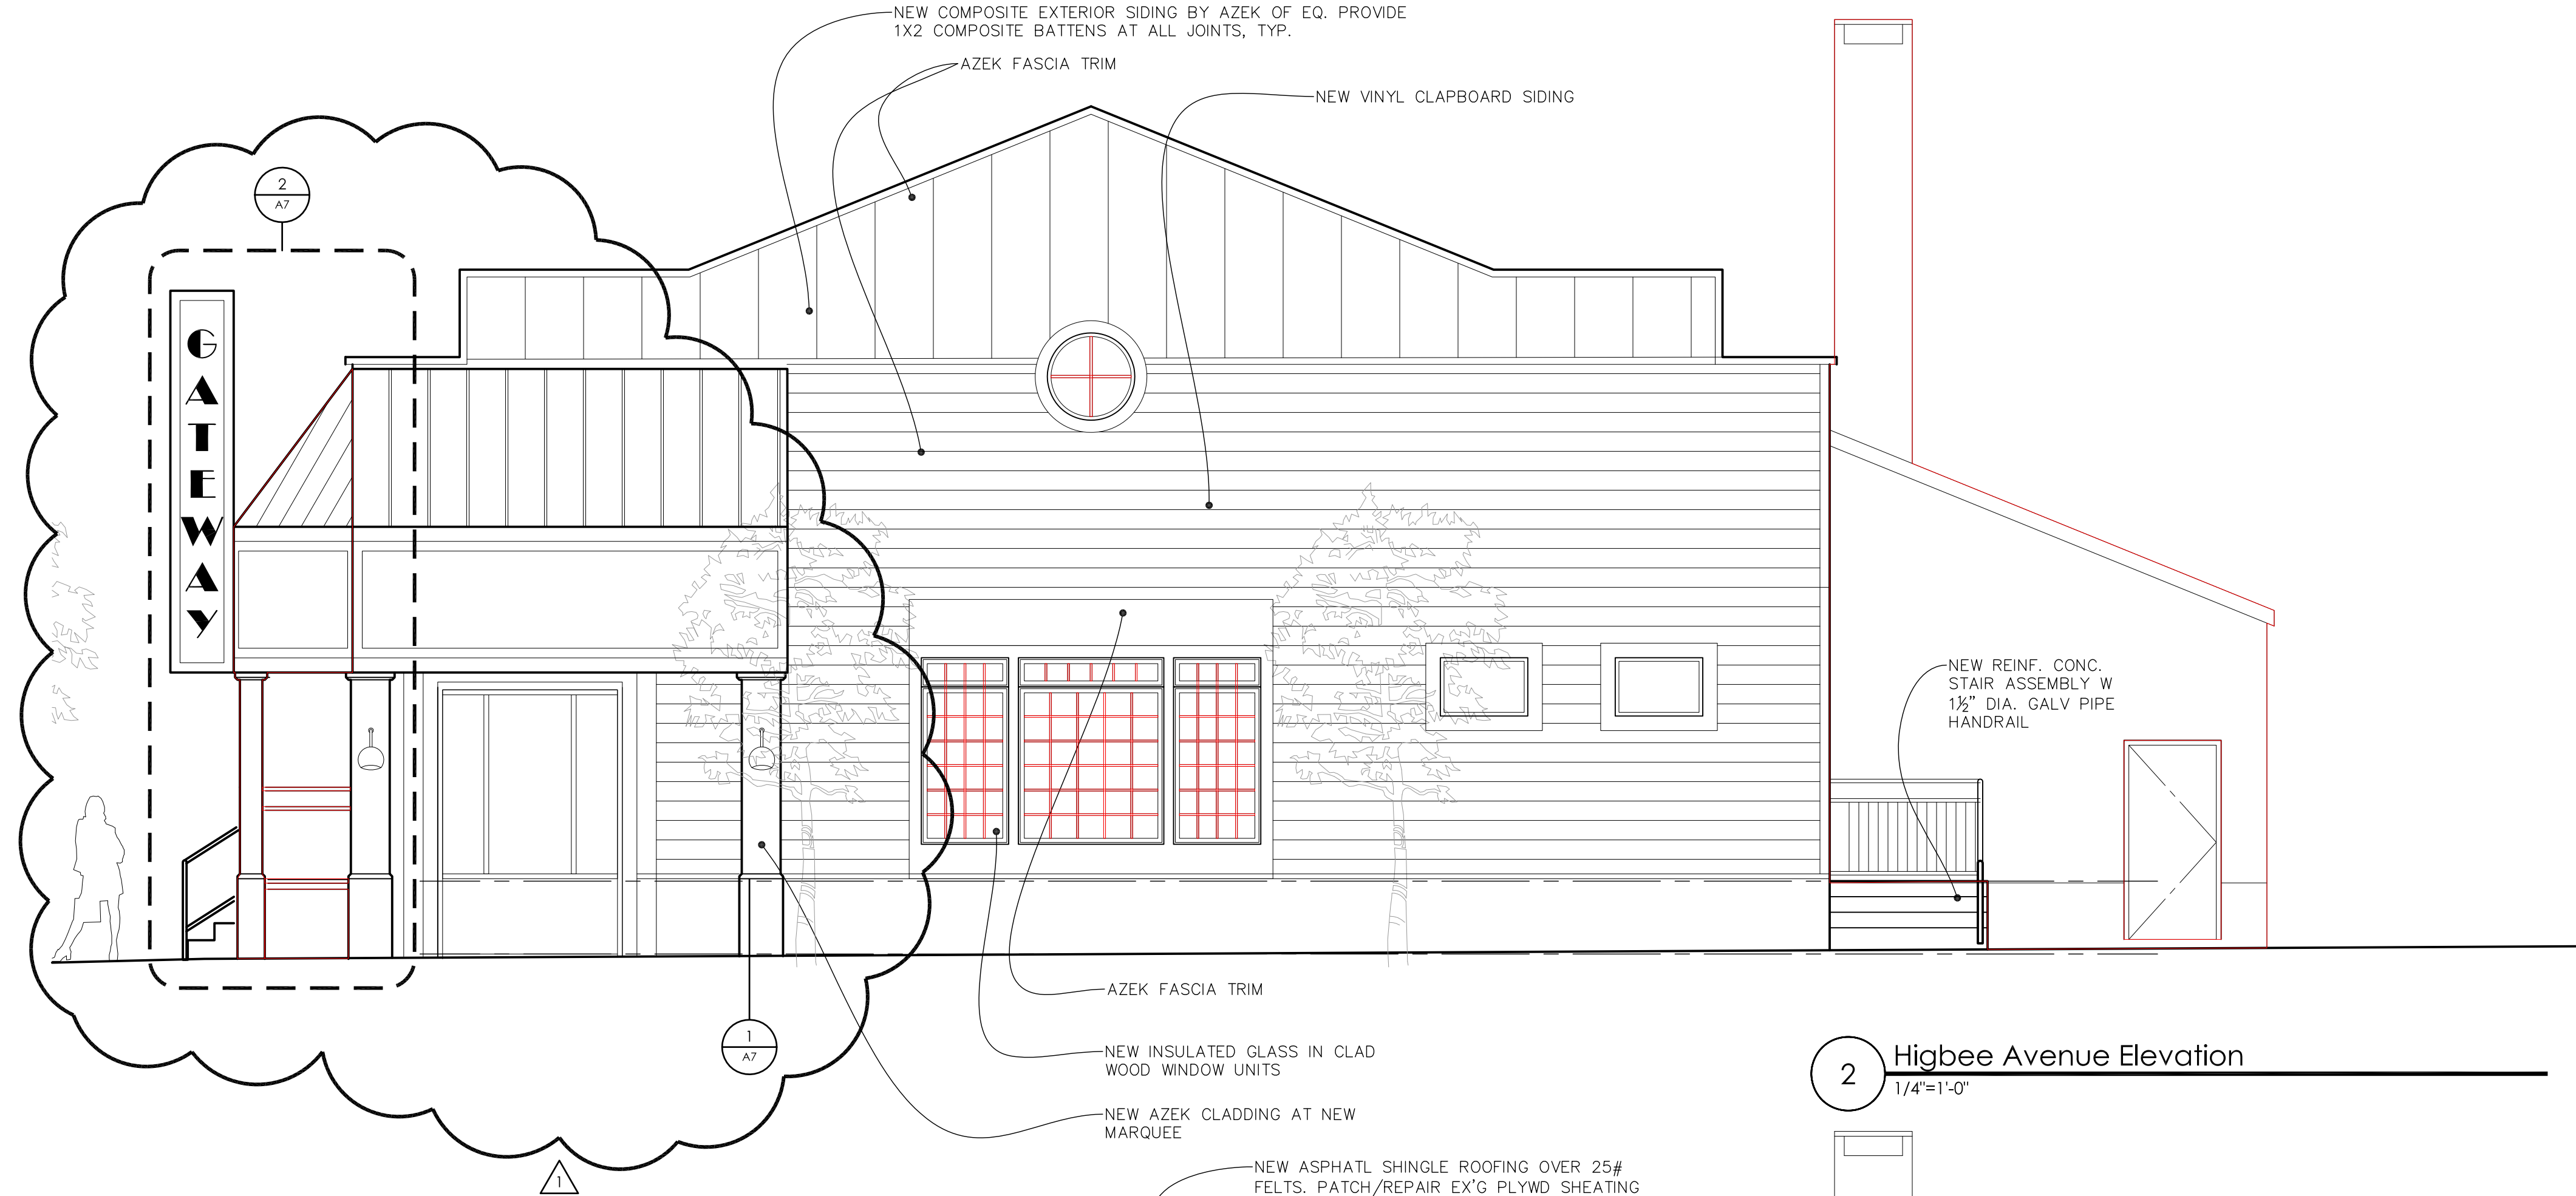 NEW COMPOSITE EXTERIOR SIDING BY AZEK OF EQ. PROVIDE
1X2 COMPOSITE BATTENS AT ALL JOINTS, TYP.
AZEK FASCIA TRIM
NEW VINYL CLAPBOARD SIDING
2
A7
GATEWAY
NEW REINF. CONC.
STAIR ASSEMBLY W
1½" DIA. GALV PIPE
HANDRAIL
AZEK FASCIA TRIM
1
A7
NEW INSULATED GLASS IN CLAD
WOOD WINDOW UNITS
2
Higbee Avenue Elevation
1/4"=1'-0"
NEW AZEK CLADDING AT NEW
MARQUEE
1
NEW ASPHATL SHINGLE ROOFING OVER 25#
FELTS. PATCH/REPAIR EX'G PLYWD SHEATING